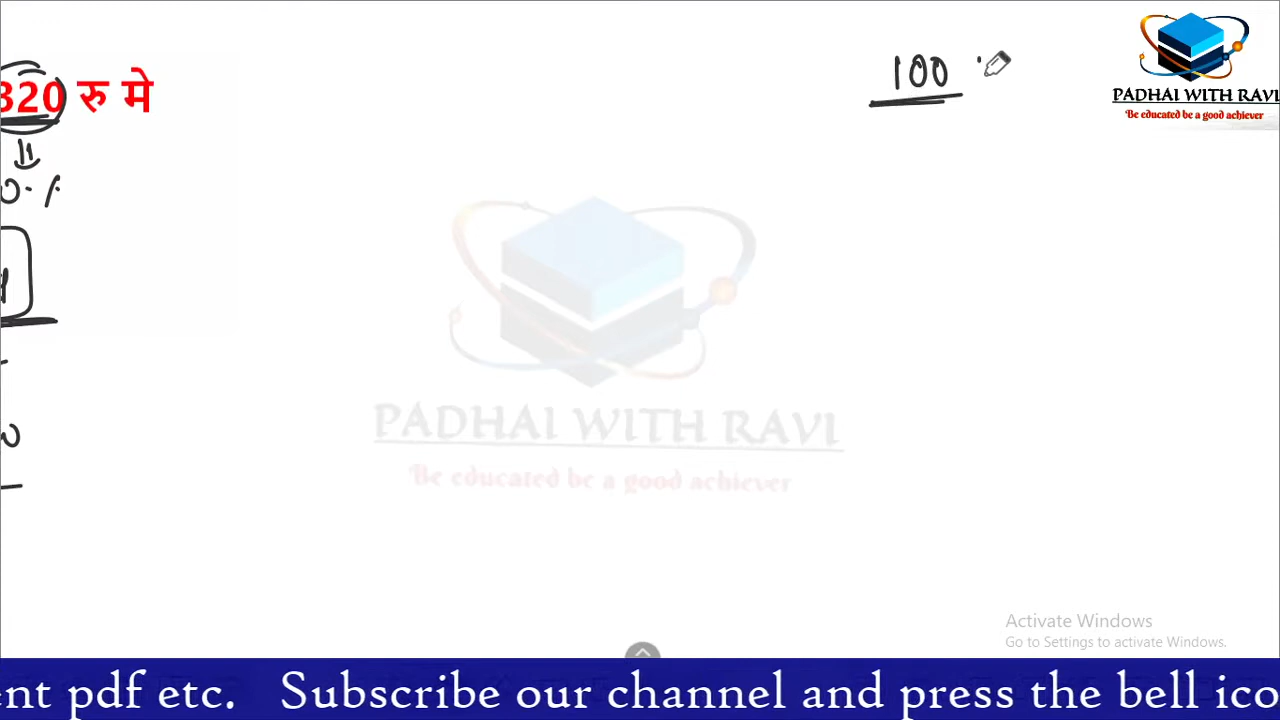 320 रु मे
100
PADHAI WITH RAVI
Be educated be a good achiever
PADHAI WITH RAVI
Be educated be a good achiever
Activate Windows
Go to Settings to activate Windows.
ent pdf etc. Subscribe our channel and press the bell ico